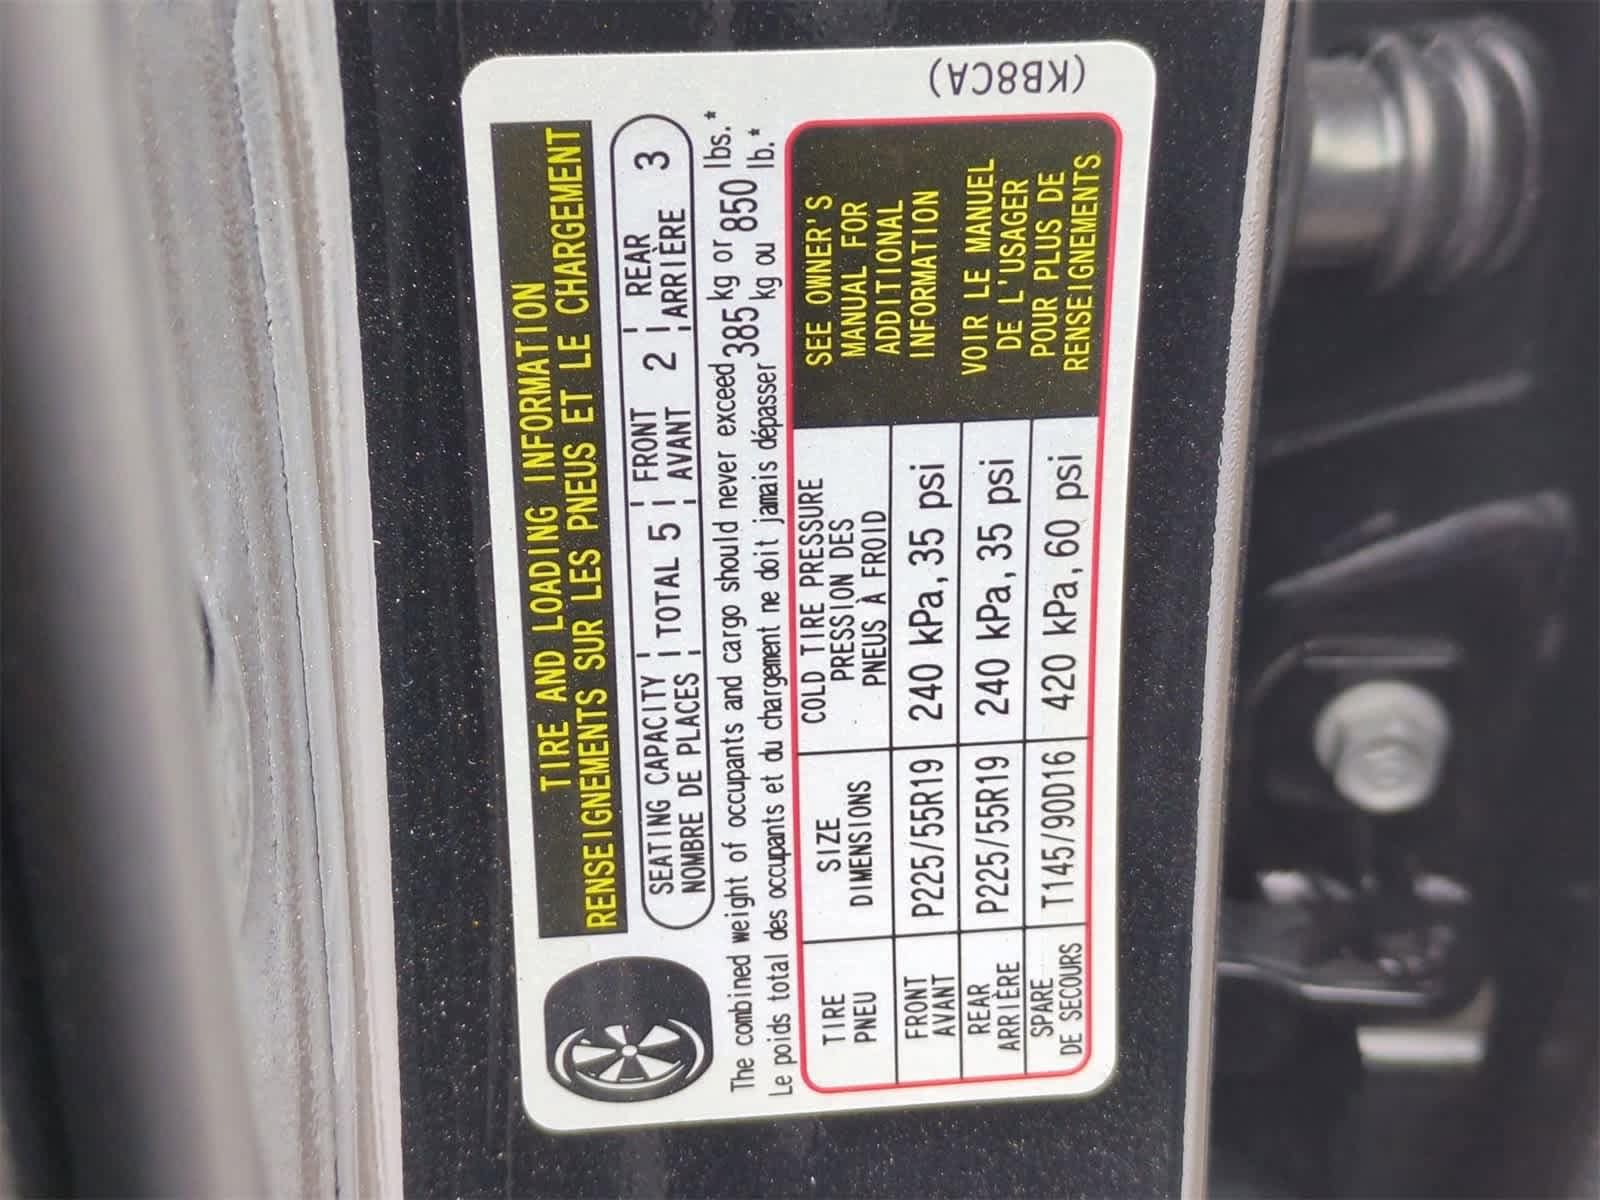 (KB8CA)
TIRE AND LOADING INFORMATION
RENSEIGNEMENTS SUR LES PNEUS ET LE CHARGEMENT
SEATING CAPACITY | TOTAL 5 | FRONT 2 | REAR 3
NOMBRE DE PLACES | AVANT | ARRIÈRE
The combined weight of occupants and cargo should never exceed 385 kg or 850 lbs.*
Le poids total des occupants et du chargement ne doit jamais dépasser kg ou lb.*
TIRE
PNEU
SIZE
DIMENSIONS
COLD TIRE PRESSURE
PRESSION DES
PNEUS À FROID
FRONT
AVANT
P225/55R19
240 kPa, 35 psi
REAR
ARRIÈRE
P225/55R19
240 kPa, 35 psi
SPARE
DE SECOURS
T145/90D16
420 kPa, 60 psi
SEE OWNER'S
MANUAL FOR
ADDITIONAL
INFORMATION
VOIR LE MANUEL
DE L'USAGER
POUR PLUS DE
RENSEIGNEMENTS